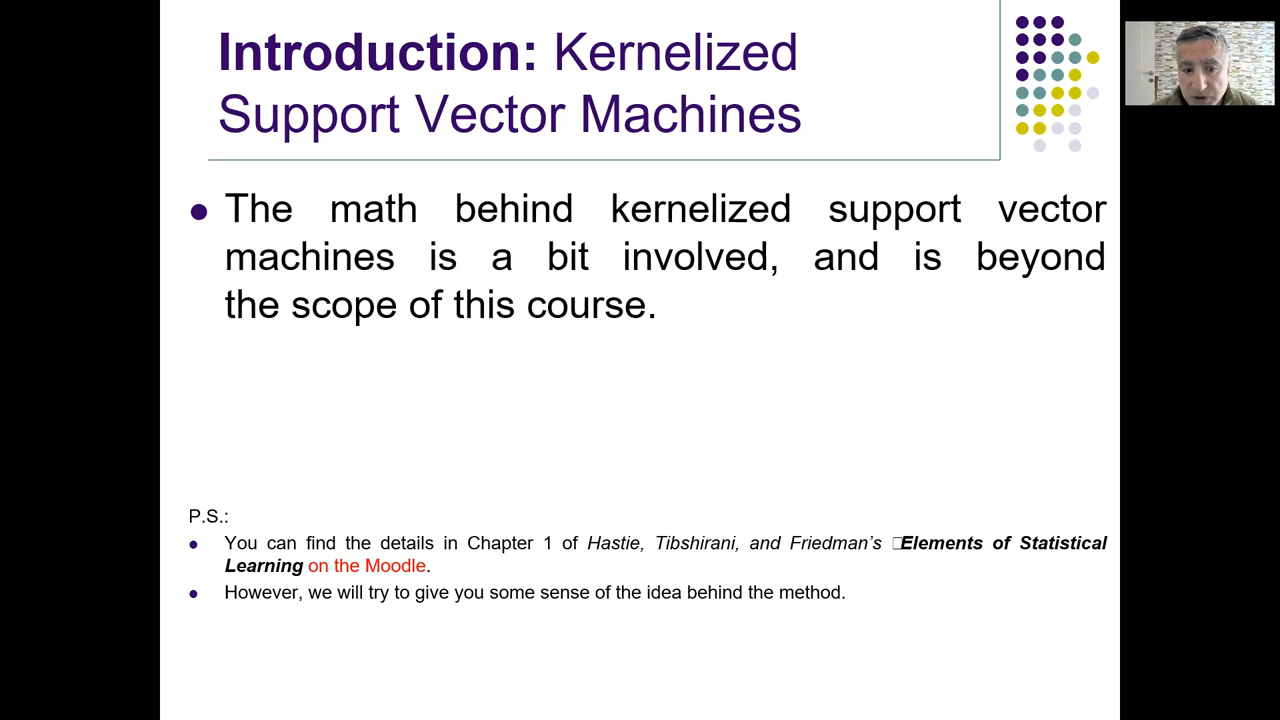 Introduction: Kernelized
Support Vector Machines
The math behind kernelized support vector
machines is a bit involved, and is beyond
the scope of this course.
P.S.:
You can find the details in Chapter 1 of Hastie, Tibshirani, and Friedman’s Elements of Statistical
Learning on the Moodle.
However, we will try to give you some sense of the idea behind the method.